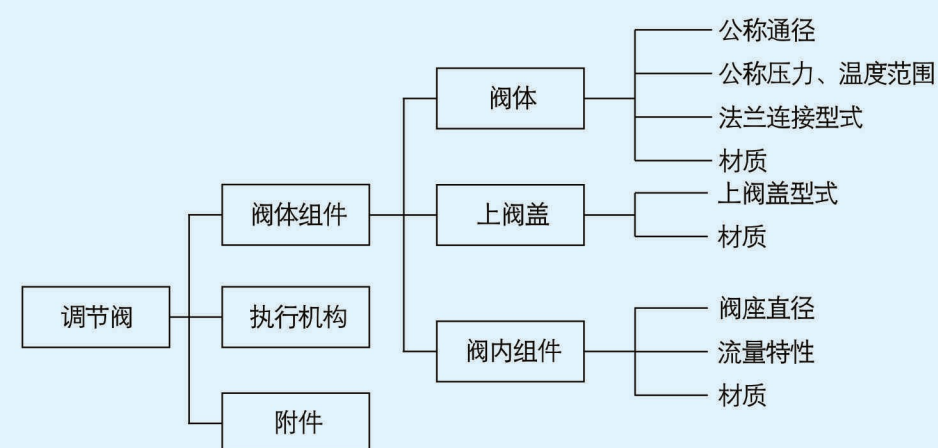 公称通径
公称压力、温度范围
阀体
法兰连接型式
材质
上阀盖型式
阀体组件
上阀盖
材质
调节阀
执行机构
阀座直径
阀内组件
流量特性
材质
附件